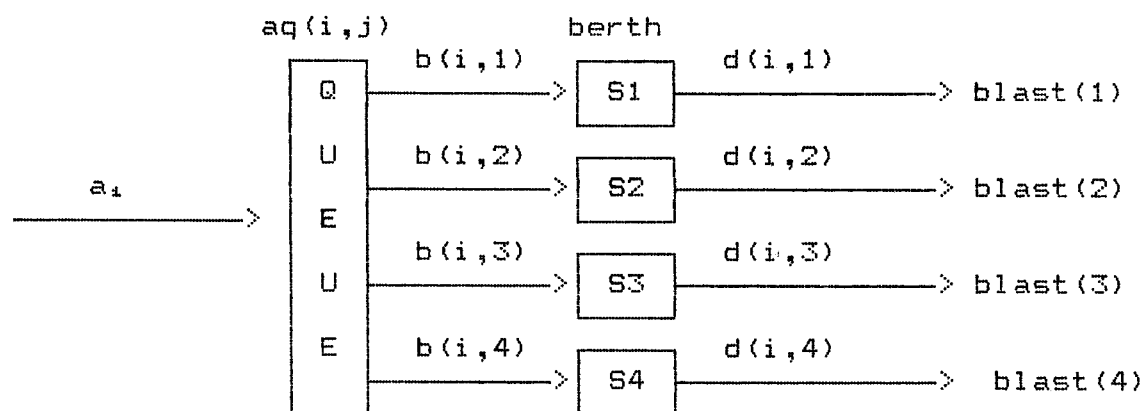 aq(i,j) berth
b(i,1) d(i,1)
Q S1 blast(1)
b(i,2) d(i,2)
U S2 blast(2)
aᵢ
E
b(i,3) d(i,3)
U S3 blast(3)
E b(i,4) d(i,4)
S4 blast(4)